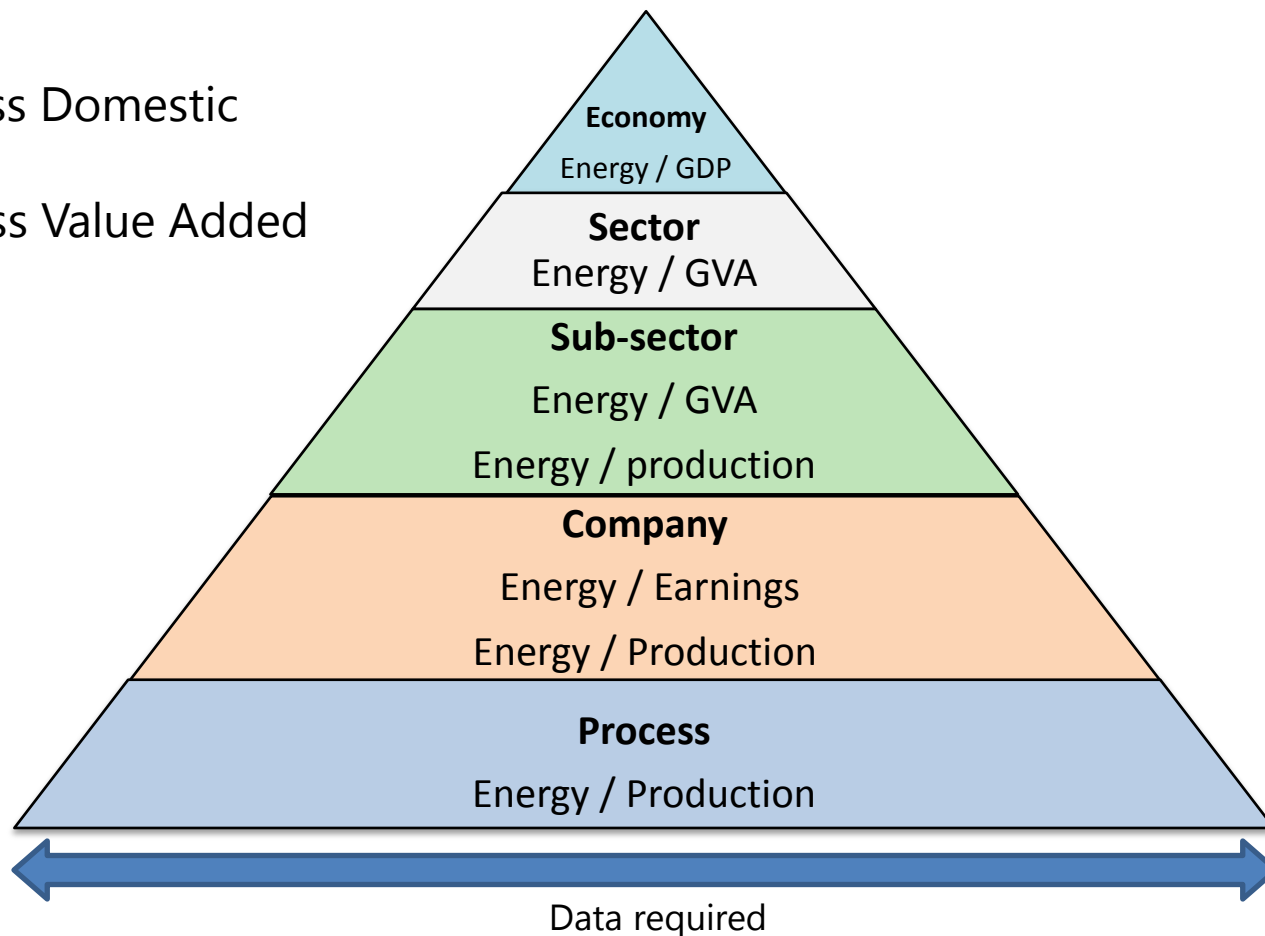 ss Domestic
ss Value Added
Economy
Energy / GDP
Sector
Energy / GVA
Sub-sector
Energy / GVA
Energy / production
Company
Energy / Earnings
Energy / Production
Process
Energy / Production
Data required